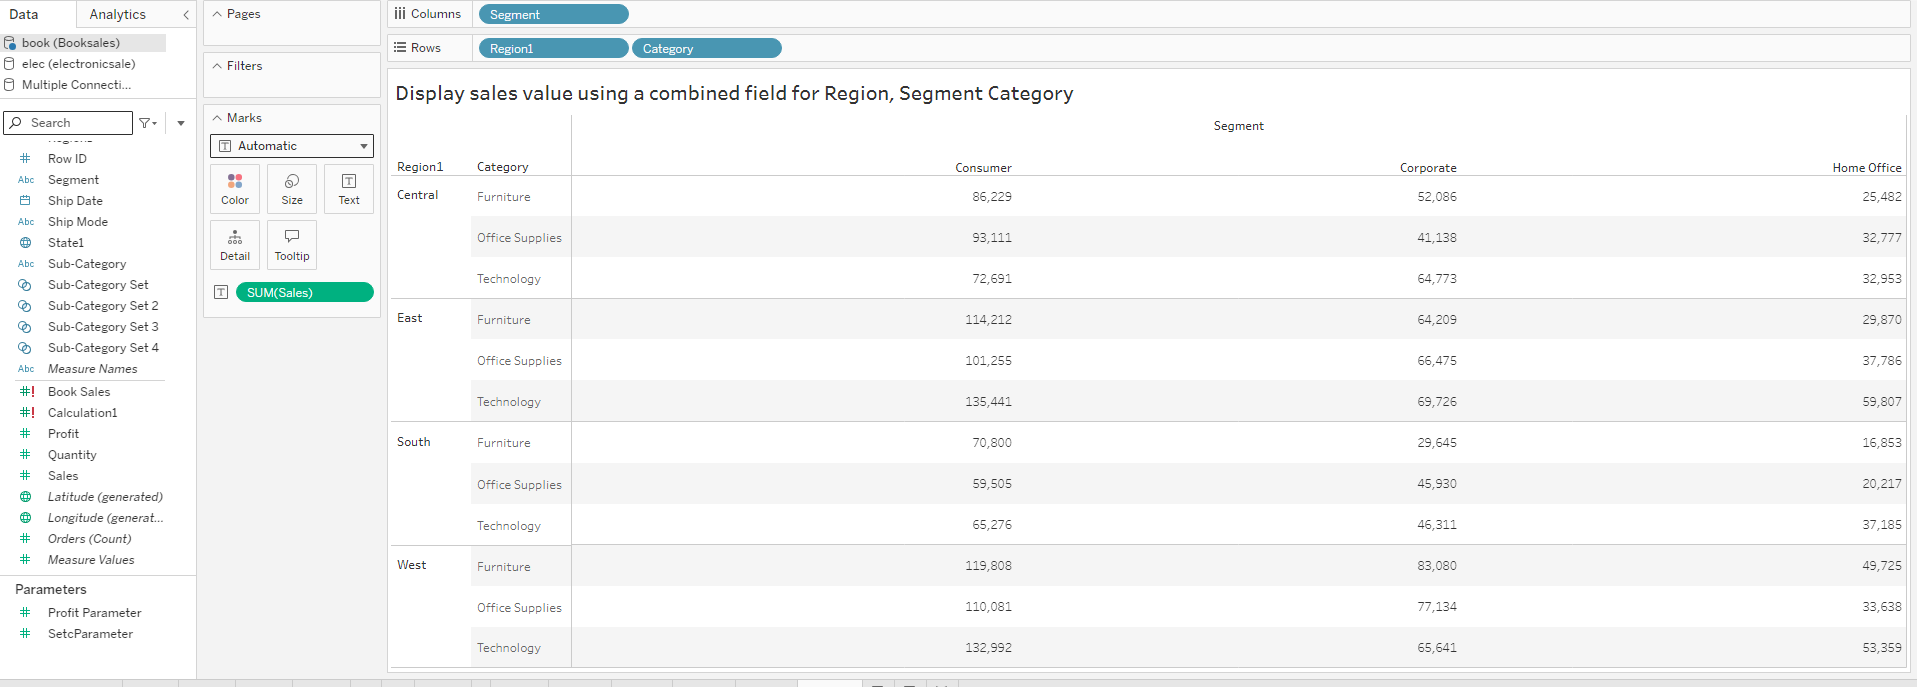 Data
Analytics
book (Booksales)
elec (electronicsale)
Multiple Connecti...
Search
Row ID
Abc Segment
Ship Date
Abc Ship Mode
State1
Abc Sub-Category
Sub-Category Set
Sub-Category Set 2
Sub-Category Set 3
Sub-Category Set 4
Abc Measure Names
Book Sales
Calculation1
Profit
Quantity
Sales
Latitude (generated)
Longitude (generat...
Orders (Count)
Measure Values
Parameters
Profit Parameter
SetcParameter
Pages
Filters
Marks
Automatic
Color Size Text
Detail Tooltip
SUM(Sales)
Columns Segment
Rows Region1 Category
Display sales value using a combined field for Region, Segment Category
Segment
Region1 Category Consumer Corporate Home Office
Central Furniture 86,229 52,086 25,482
Office Supplies 93,111 41,138 32,777
Technology 72,691 64,773 32,953
East Furniture 114,212 64,209 29,870
Office Supplies 101,255 66,475 37,786
Technology 135,441 69,726 59,807
South Furniture 70,800 29,645 16,853
Office Supplies 59,505 45,930 20,217
Technology 65,276 46,311 37,185
West Furniture 119,808 83,080 49,725
Office Supplies 110,081 77,134 33,638
Technology 132,992 65,641 53,359